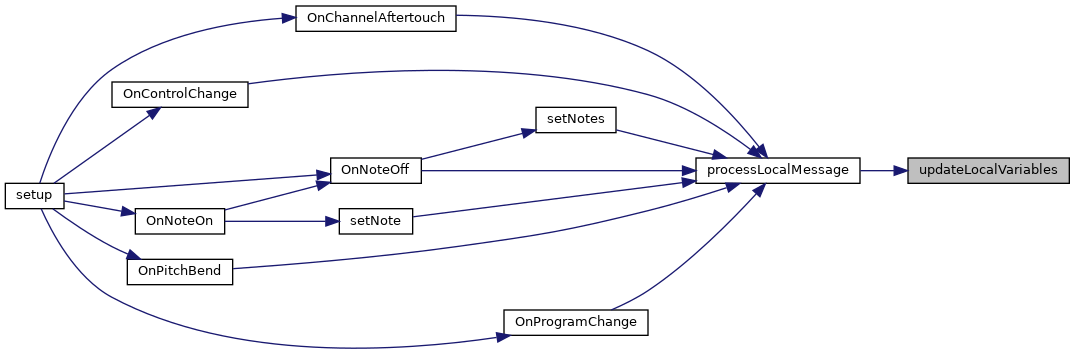 OnChannelAftertouch
OnControlChange
setNotes
OnNoteOff
processLocalMessage
updateLocalVariables
setup
OnNoteOn
setNote
OnPitchBend
OnProgramChange